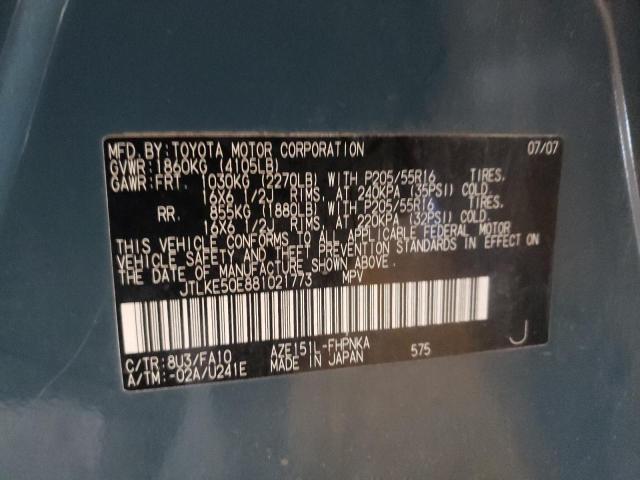 MFD.BY: TOYOTA MOTOR CORPORATION 07/07
GVWR: 1860KG (4105LB)
GAWR:FRT. 1030KG (2270LB) WITH P205/55R16 TIRES.
16X6 1/2J RIMS, AT 240KPA (35PSI) COLD.
RR. 855KG (1880LB) WITH P205/55R16 TIRES.
16X6 1/2J RIMS, AT 220KPA (32PSI) COLD.
THIS VEHICLE CONFORMS TO ALL APPLICABLE FEDERAL MOTOR
VEHICLE SAFETY AND THEFT PREVENTION STANDARDS IN EFFECT ON
THE DATE OF MANUFACTURE SHOWN ABOVE.
JTLKE50E881021773 MPV
C/TR: 8U3/FA10 AZE151L-FHPNKA 575 J
A/TM: -02A/U241E MADE IN JAPAN